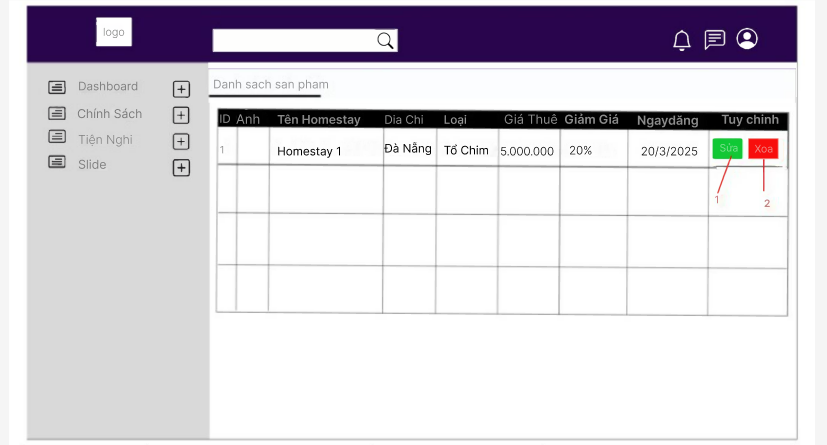 logo
Dashboard
Chính Sách
Tiện Nghi
Slide
Danh sach san pham
ID Anh Tên Homestay Dia Chi Loại Giá Thuê Giảm Giá Ngaydăng Tuy chinh
1 Homestay 1 Đà Nẵng Tổ Chim 5.000.000 20% 20/3/2025 Sửa Xoa
1 2